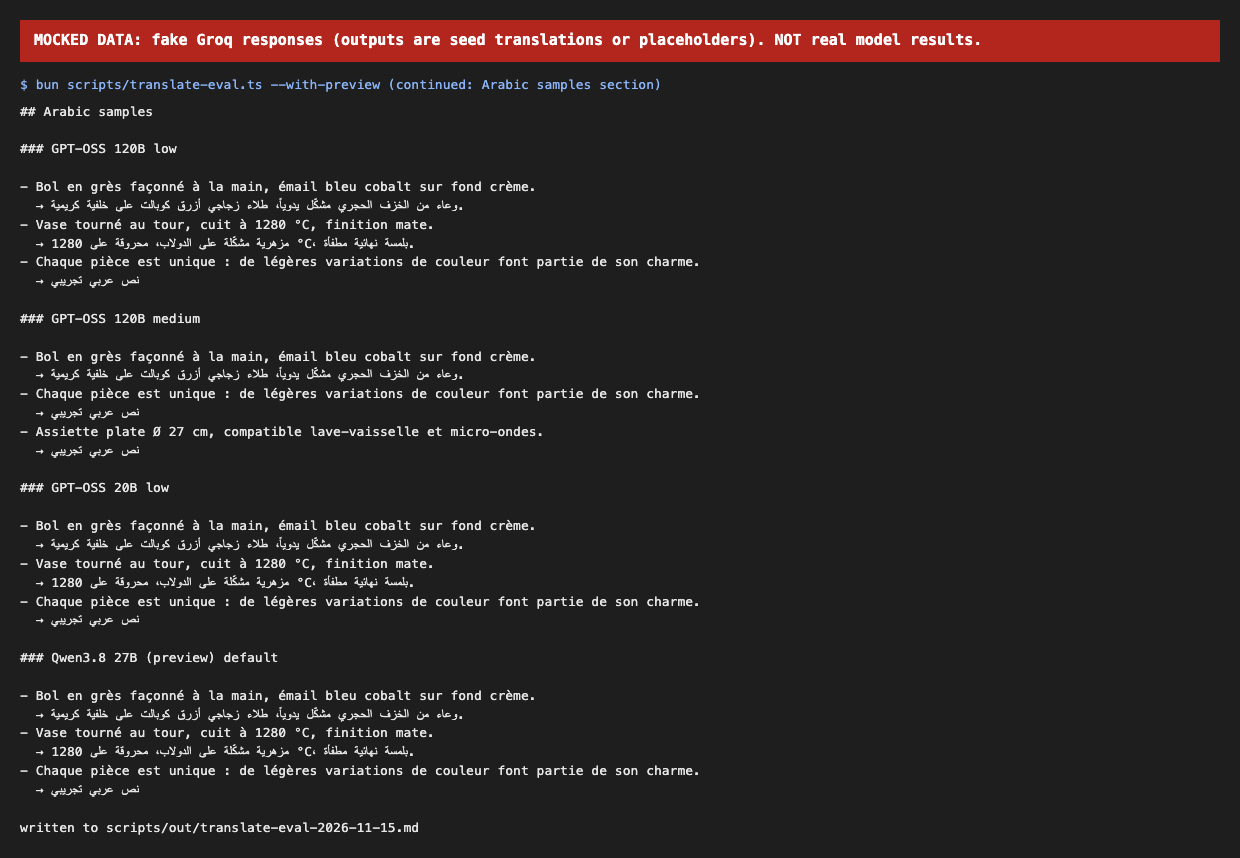 MOCKED DATA: fake Groq responses (outputs are seed translations or placeholders). NOT real model results.
$ bun scripts/translate-eval.ts --with-preview (continued: Arabic samples section)
## Arabic samples
### GPT-OSS 120B low
- Bol en grès façonné à la main, émail bleu cobalt sur fond crème.
→ وعاء من الخزف الحجري مشكّل يدوياً، طلاء زجاجي أزرق كوبالت على خلفية كريمية.
- Vase tourné au tour, cuit à 1280 °C, finition mate.
→ مزهرية مشكّلة على الدولاب، محروقة على 1280 °C، بلمسة نهائية مطفأة.
- Chaque pièce est unique : de légères variations de couleur font partie de son charme.
→ نص عربي تجريبي
### GPT-OSS 120B medium
- Bol en grès façonné à la main, émail bleu cobalt sur fond crème.
→ وعاء من الخزف الحجري مشكّل يدوياً، طلاء زجاجي أزرق كوبالت على خلفية كريمية.
- Chaque pièce est unique : de légères variations de couleur font partie de son charme.
→ نص عربي تجريبي
- Assiette plate Ø 27 cm, compatible lave-vaisselle et micro-ondes.
→ نص عربي تجريبي
### GPT-OSS 20B low
- Bol en grès façonné à la main, émail bleu cobalt sur fond crème.
→ وعاء من الخزف الحجري مشكّل يدوياً، طلاء زجاجي أزرق كوبالت على خلفية كريمية.
- Vase tourné au tour, cuit à 1280 °C, finition mate.
→ مزهرية مشكّلة على الدولاب، محروقة على 1280 °C، بلمسة نهائية مطفأة.
- Chaque pièce est unique : de légères variations de couleur font partie de son charme.
→ نص عربي تجريبي
### Qwen3.8 27B (preview) default
- Bol en grès façonné à la main, émail bleu cobalt sur fond crème.
→ وعاء من الخزف الحجري مشكّل يدوياً، طلاء زجاجي أزرق كوبالت على خلفية كريمية.
- Vase tourné au tour, cuit à 1280 °C, finition mate.
→ مزهرية مشكّلة على الدولاب، محروقة على 1280 °C، بلمسة نهائية مطفأة.
- Chaque pièce est unique : de légères variations de couleur font partie de son charme.
→ نص عربي تجريبي
written to scripts/out/translate-eval-2026-11-15.md